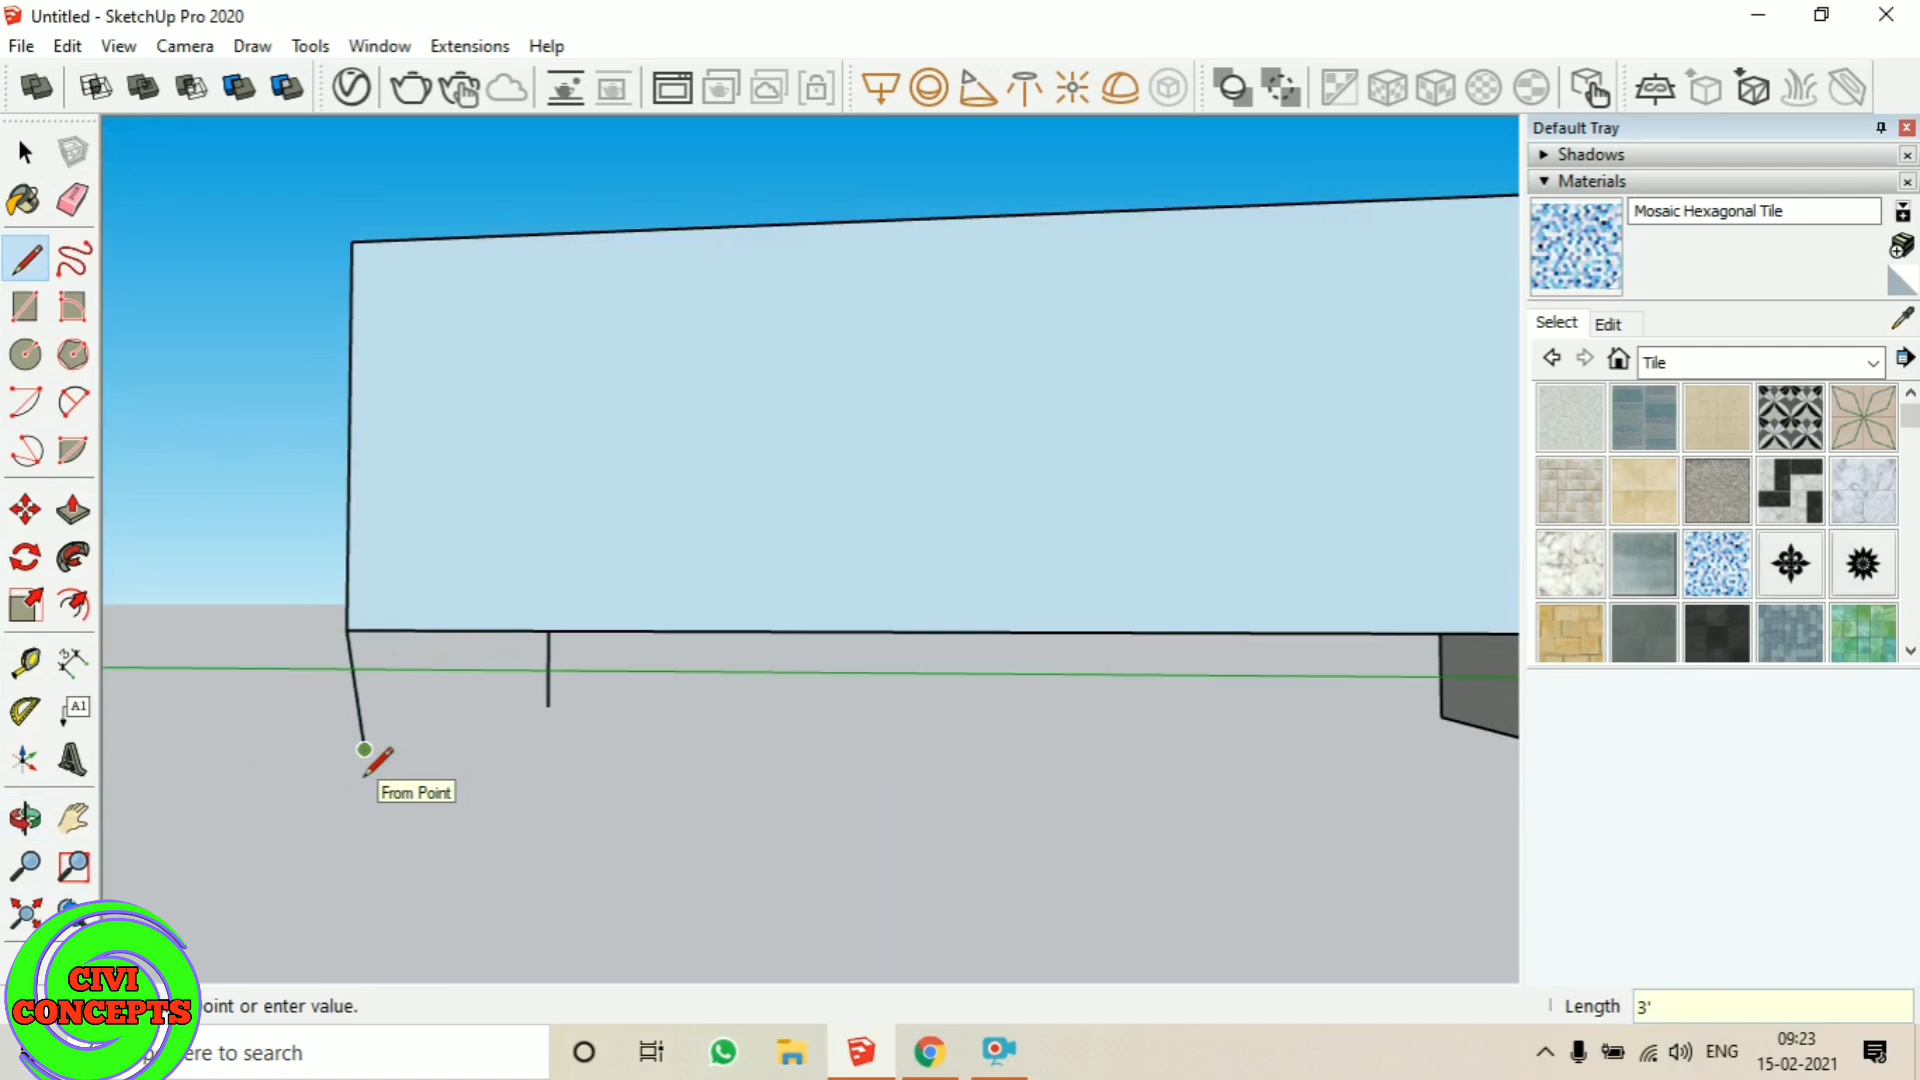 Untitled - SketchUp Pro 2020
File Edit View Camera Draw Tools Window Extensions Help
Default Tray
Shadows
Materials
Mosaic Hexagonal Tile
Select Edit
Tile
A1
From Point
CIVI
CONCEPTS
oint or enter value.
Length 3'
ere to search
ENG
09:23
15-02-2021